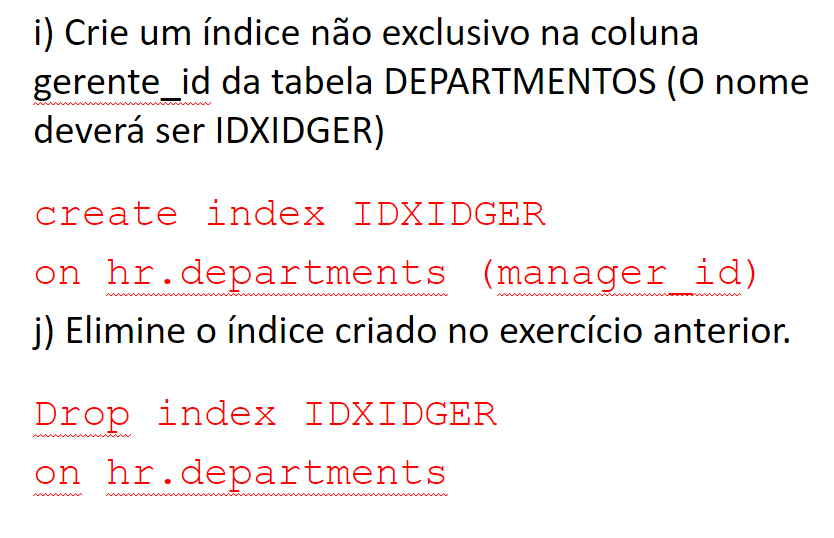 i) Crie um índice não exclusivo na coluna
gerente_id da tabela DEPARTMENTOS (O nome
deverá ser IDXIDGER)
create index IDXIDGER
on hr.departments (manager_id)
j) Elimine o índice criado no exercício anterior.
Drop index IDXIDGER
on hr.departments